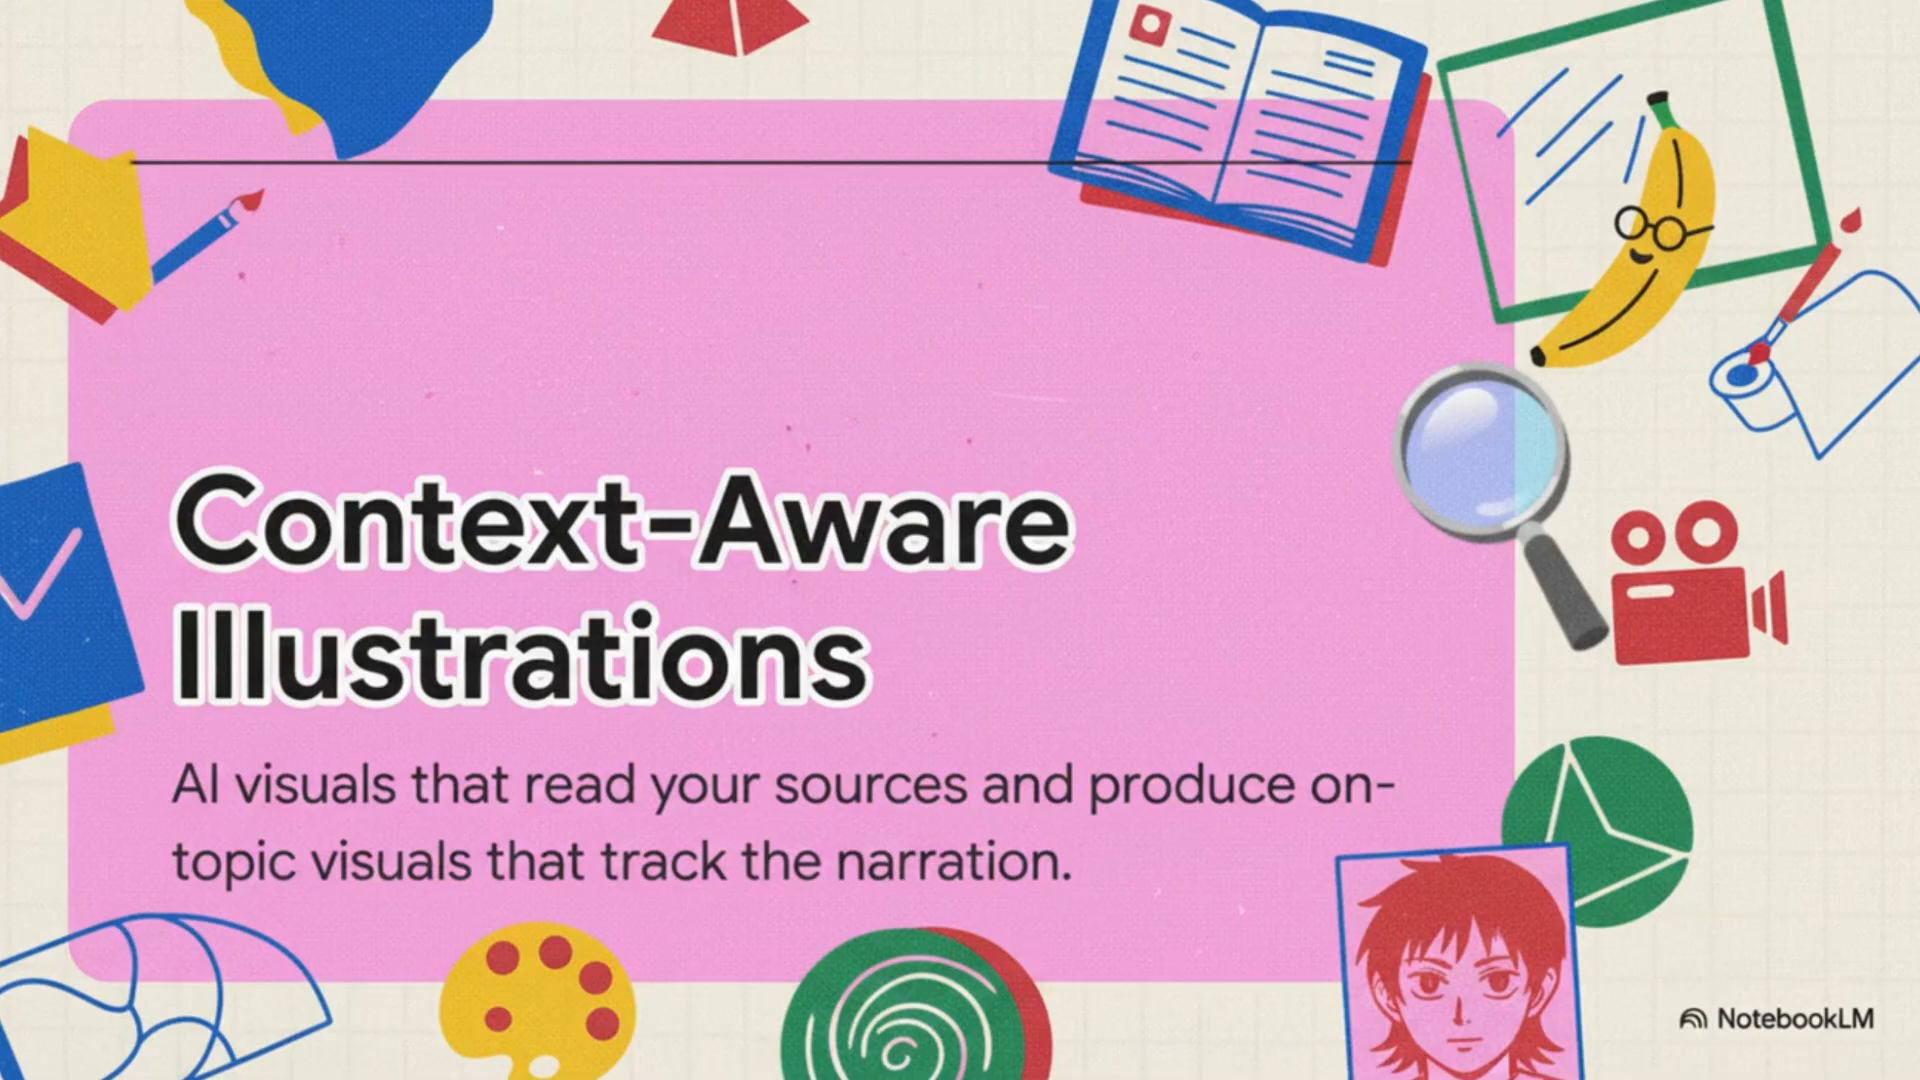 Context-Aware
Illustrations
AI visuals that read your sources and produce on-
topic visuals that track the narration.
NotebookLM